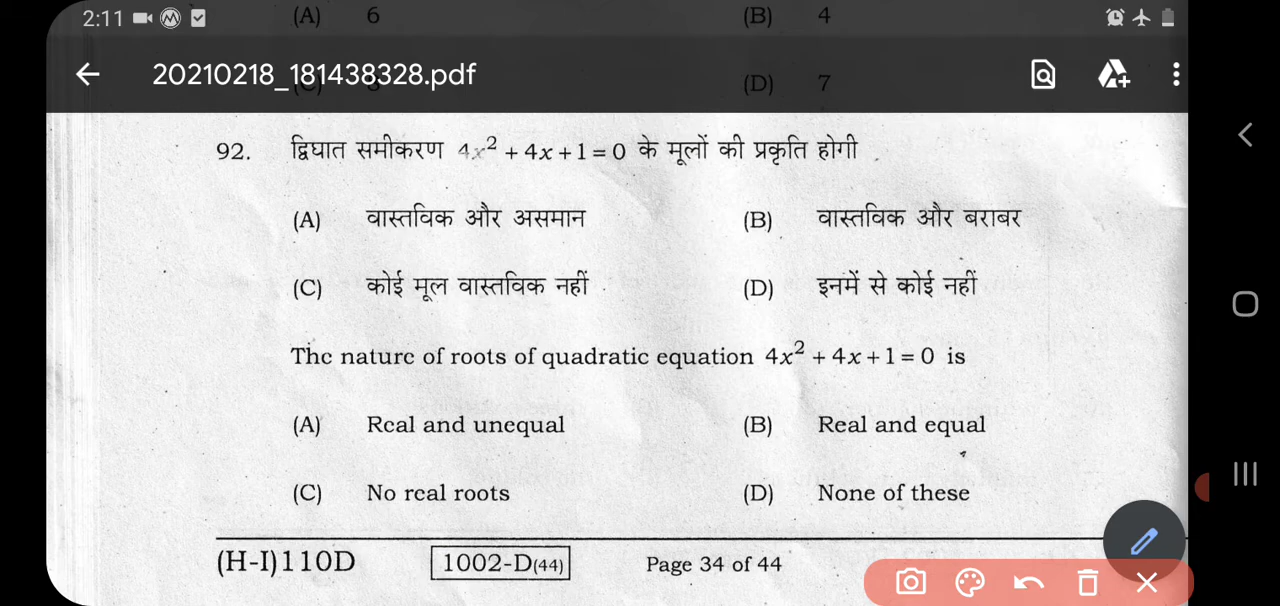 2:11
(A) 6 (B) 4
20210218_181438328.pdf
(D) 7
92. द्विघात समीकरण 4x² + 4x + 1 = 0 के मूलों की प्रकृति होगी
(A) वास्तविक और असमान (B) वास्तविक और बराबर
(C) कोई मूल वास्तविक नहीं (D) इनमें से कोई नहीं
The nature of roots of quadratic equation 4x² + 4x + 1 = 0 is
(A) Real and unequal (B) Real and equal
(C) No real roots (D) None of these
(H-I)110D 1002-D(44) Page 34 of 44